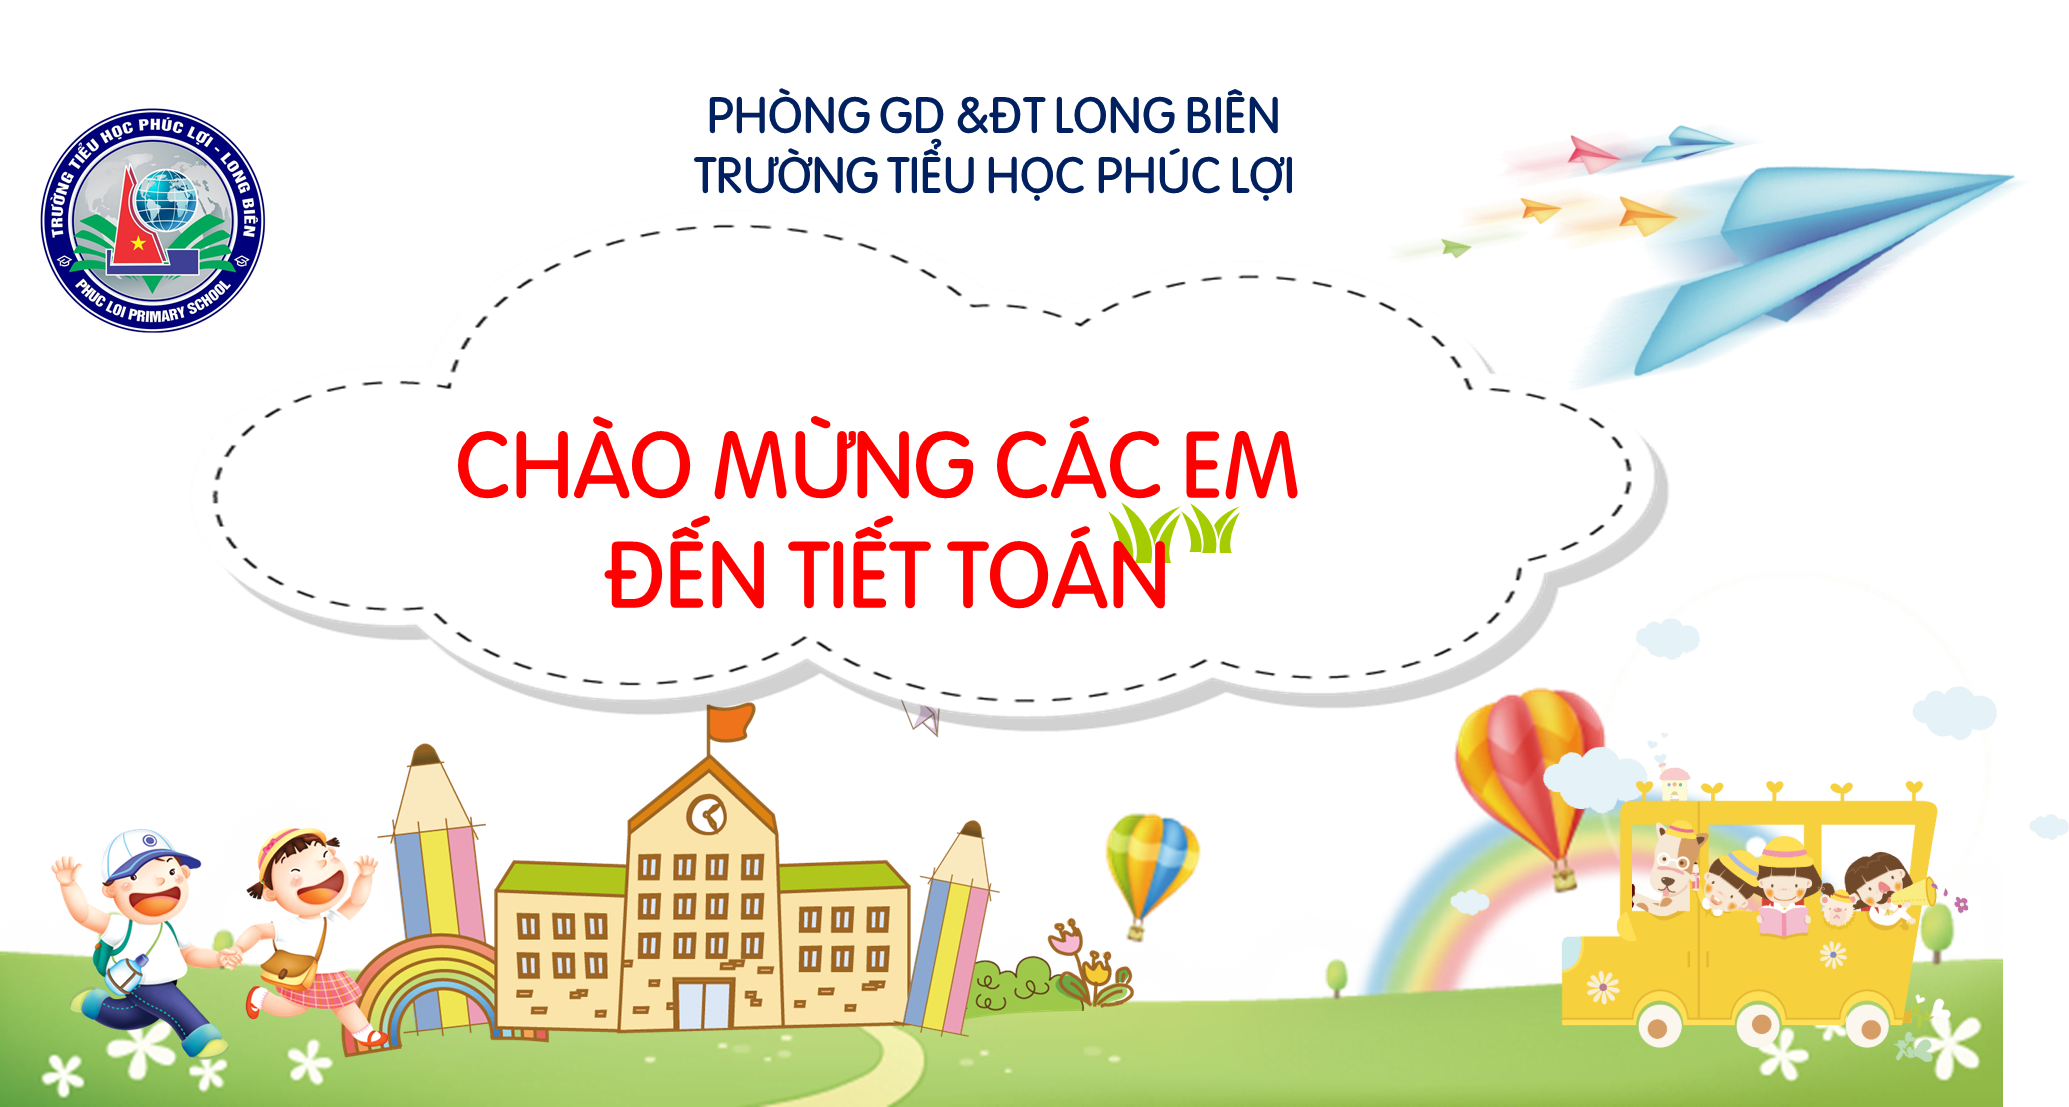 PHÒNG GD &ĐT LONG BIÊN
TRƯỜNG TIỂU HỌC PHÚC LỢI
TRƯỜNG TIỂU HỌC PHÚC LỢI - LONG BIÊN
PHUC LOI PRIMARY SCHOOL
CHÀO MỪNG CÁC EM
ĐẾN TIẾT TOÁN